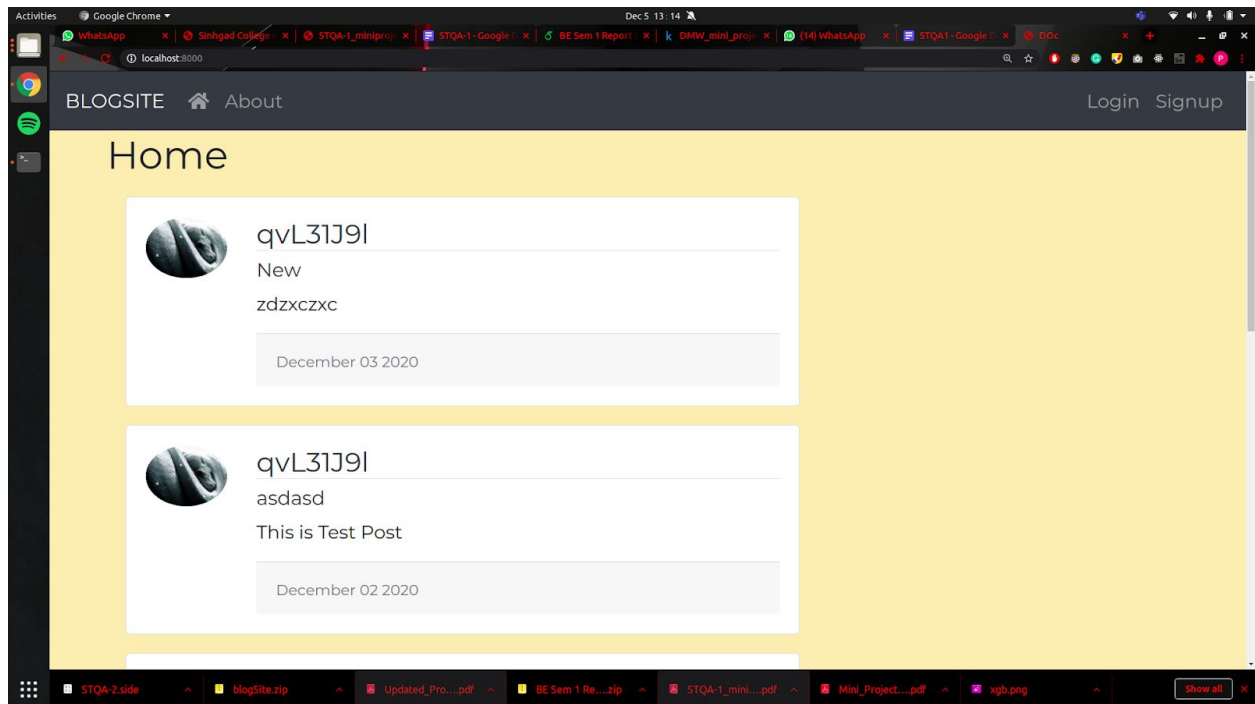 Activities Google Chrome Dec 5 13:14
WhatsApp Sinhgad College STQA-1_miniproj STQA-1 - Google D BE Sem 1 Report DMW_mini_proje (14) WhatsApp STQA1 - Google D DOc
localhost:8000
BLOGSITE About Login Signup
Home
qvL31J9l
New
zdzxczxc
December 03 2020
qvL31J9l
asdasd
This is Test Post
December 02 2020
STQA-2.side blogSite.zip Updated_Pro....pdf BE Sem 1 Re....zip STQA-1_mini....pdf Mini_Project....pdf xgb.png Show all